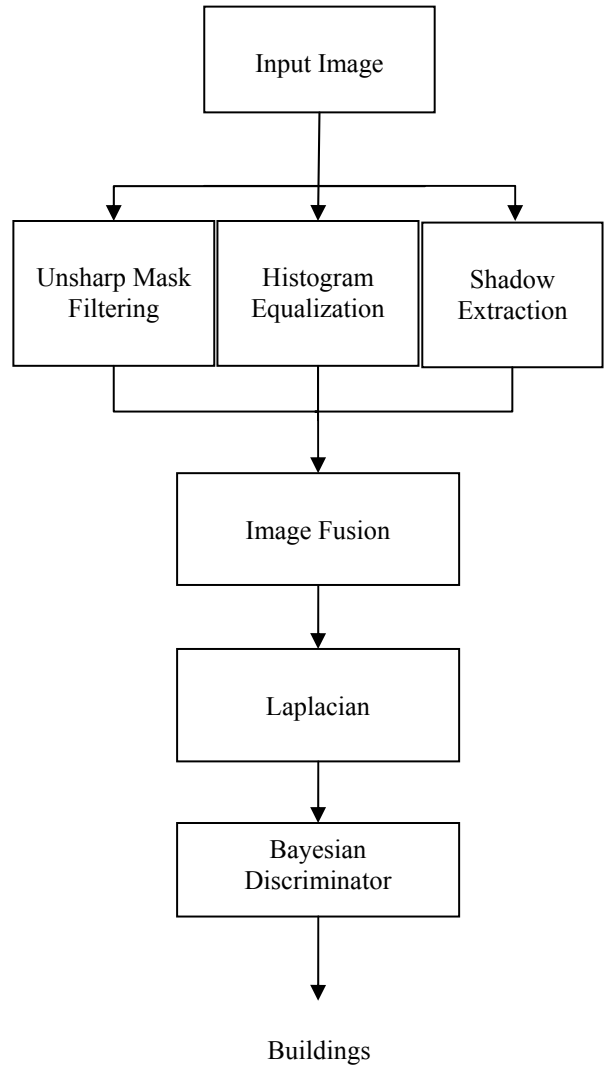 Input Image
Unsharp Mask
Filtering
Histogram
Equalization
Shadow
Extraction
Image Fusion
Laplacian
Bayesian
Discriminator
Buildings